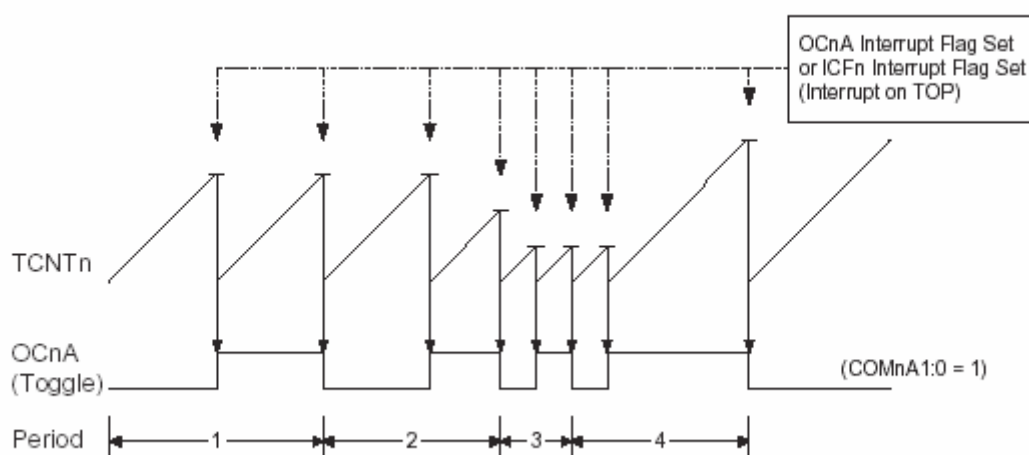 OCnA Interrupt Flag Set
or ICFn Interrupt Flag Set
(Interrupt on TOP)
TCNTn
OCnA
(Toggle)
(COMnA1:0 = 1)
Period
1
2
3
4